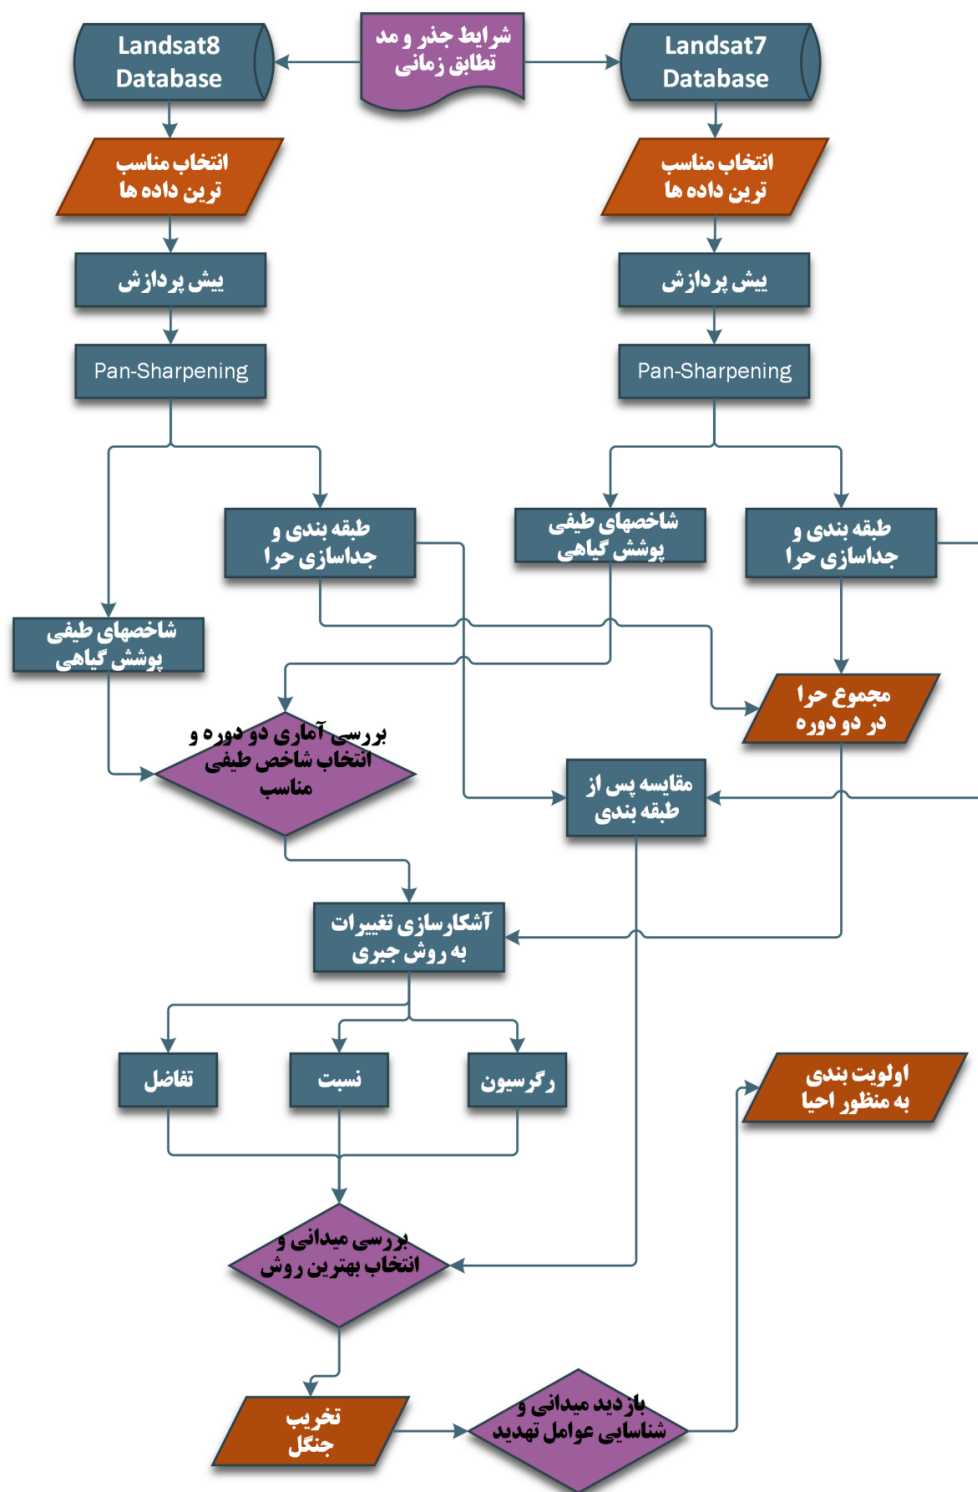 شرایط جذر و مد
تطابق زمانی
Landsat8
Database
Landsat7
Database
انتخاب مناسب
ترین داده ها
انتخاب مناسب
ترین داده ها
پیش پردازش
پیش پردازش
Pan-Sharpening
Pan-Sharpening
طبقه بندی و
جداسازی حرا
شاخصهای طیفی
پوشش گیاهی
طبقه بندی و
جداسازی حرا
شاخصهای طیفی
پوشش گیاهی
مجموع حرا
در دو دوره
بررسی آماری دو دوره و
انتخاب شاخص طیفی
مناسب
مقایسه پس از
طبقه بندی
آشکارسازی تغییرات
به روش جبری
تفاضل
نسبت
رگرسیون
اولویت بندی
به منظور احیا
بررسی میدانی و
انتخاب بهترین روش
تخریب
جنگل
بازدید میدانی و
شناسایی عوامل تهدید